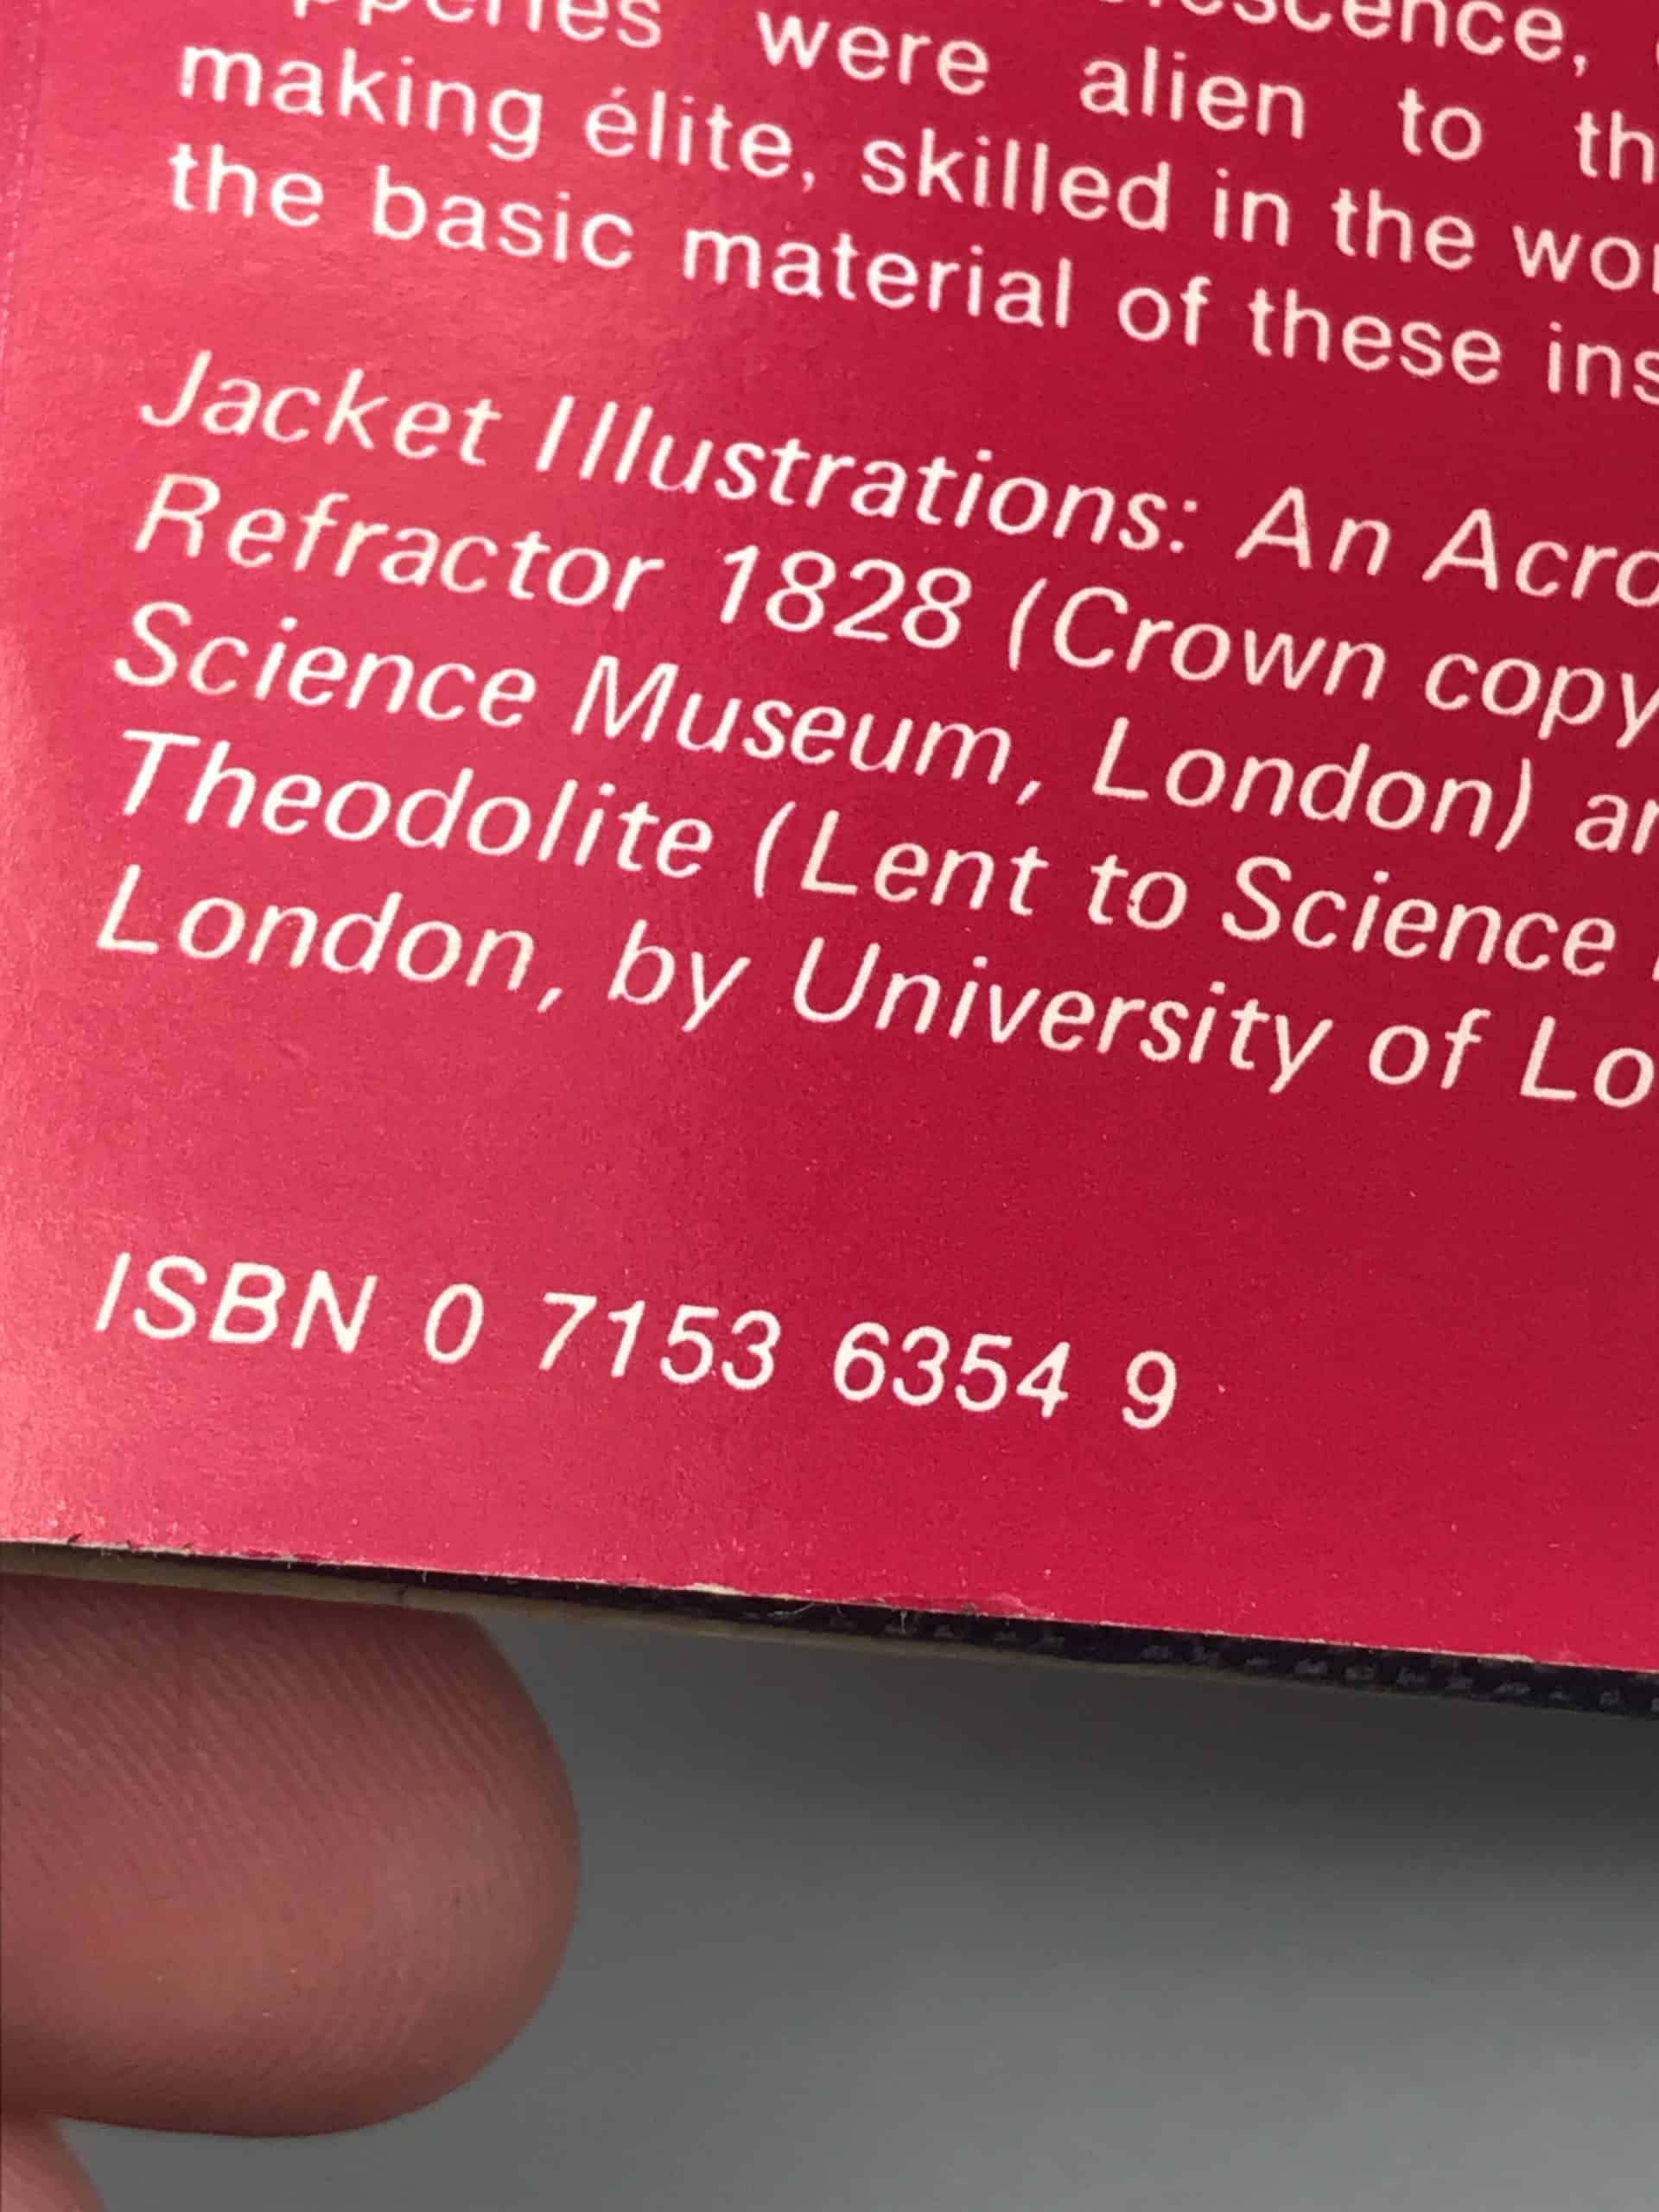 were alien to
making élite, skilled in the
the basic material of these
Jacket Illustrations: An
Refractor 1828 (Crown
Science Museum, London)
Theodolite (Lent to Science
London, by University of
ISBN 0 7153 6354 9